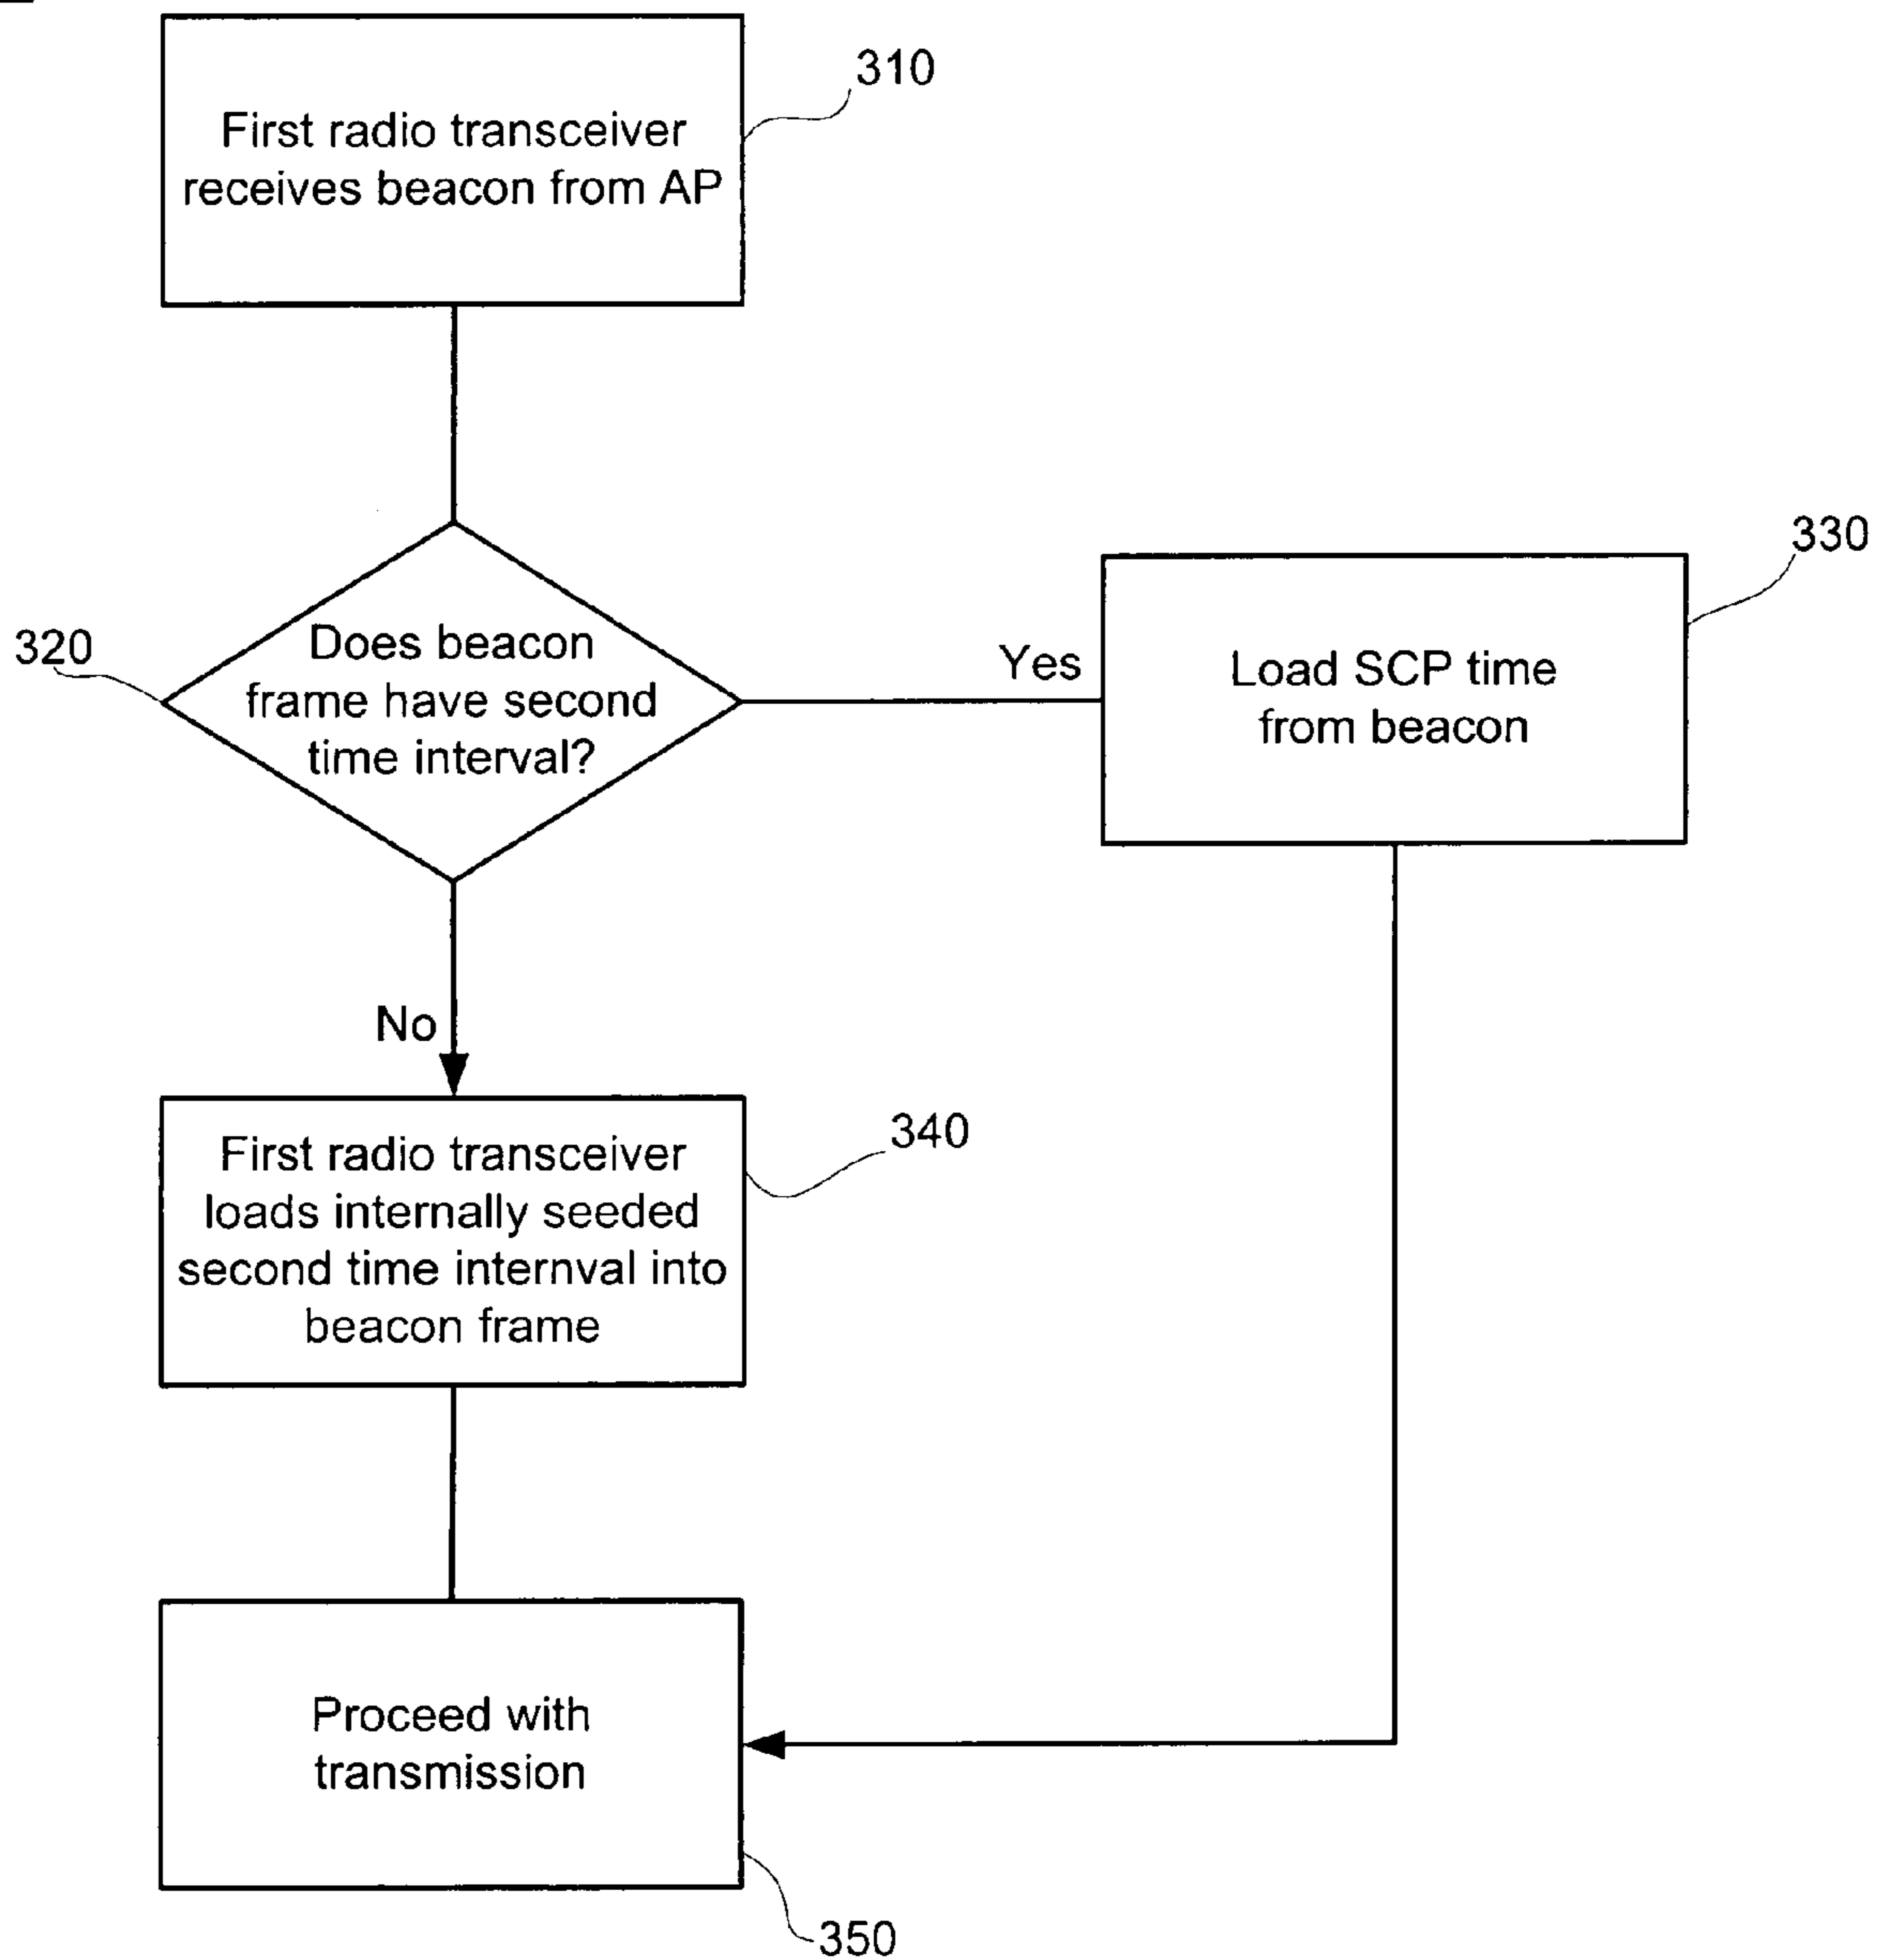 310
First radio transceiver
receives beacon from AP
330
320
Does beacon
frame have second
time interval?
Yes
Load SCP time
from beacon
No
340
First radio transceiver
loads internally seeded
second time internval into
beacon frame
Proceed with
transmission
350